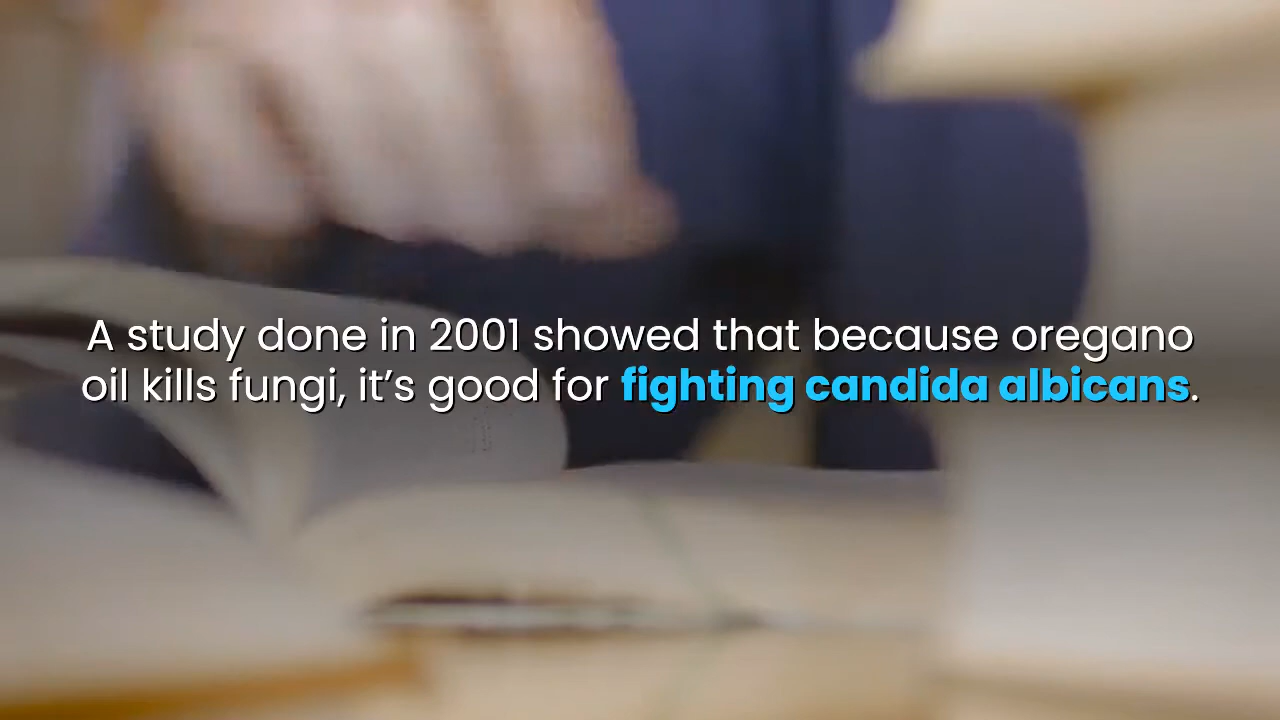 A study done in 2001 showed that because oregano
oil kills fungi, it’s good for fighting candida albicans.